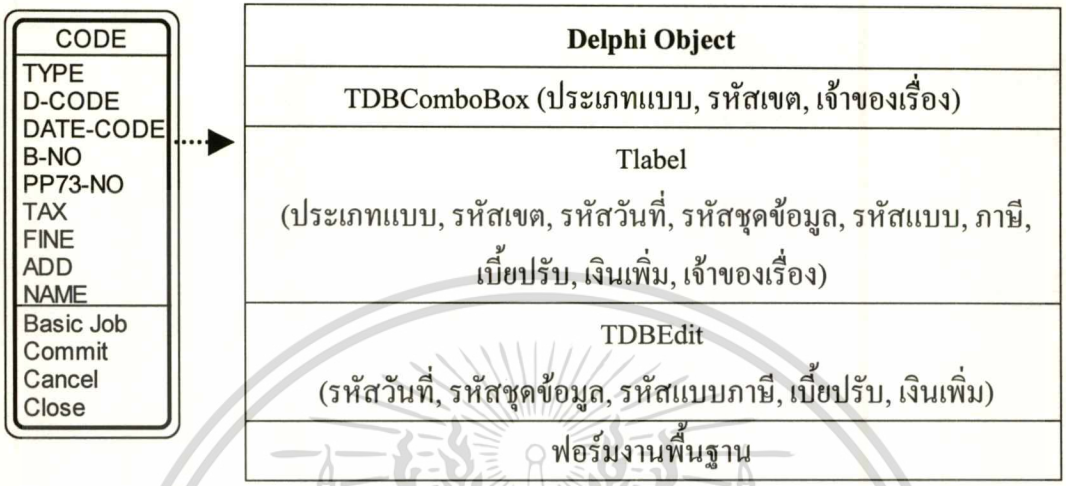 CODE
TYPE
D-CODE
DATE-CODE
B-NO
PP73-NO
TAX
FINE
ADD
NAME
Basic Job
Commit
Cancel
Close
Delphi Object
TDBComboBox (ประเภทแบบ, รหัสเขต, เจ้าของเรื่อง)
Tlabel
(ประเภทแบบ, รหัสเขต, รหัสวันที่, รหัสชุดข้อมูล, รหัสแบบ, ภาษี,
เบี้ยปรับ, เงินเพิ่ม, เจ้าของเรื่อง)
TDBEdit
(รหัสวันที่, รหัสชุดข้อมูล, รหัสแบบภาษี, เบี้ยปรับ, เงินเพิ่ม)
ฟอร์มงานพื้นฐาน